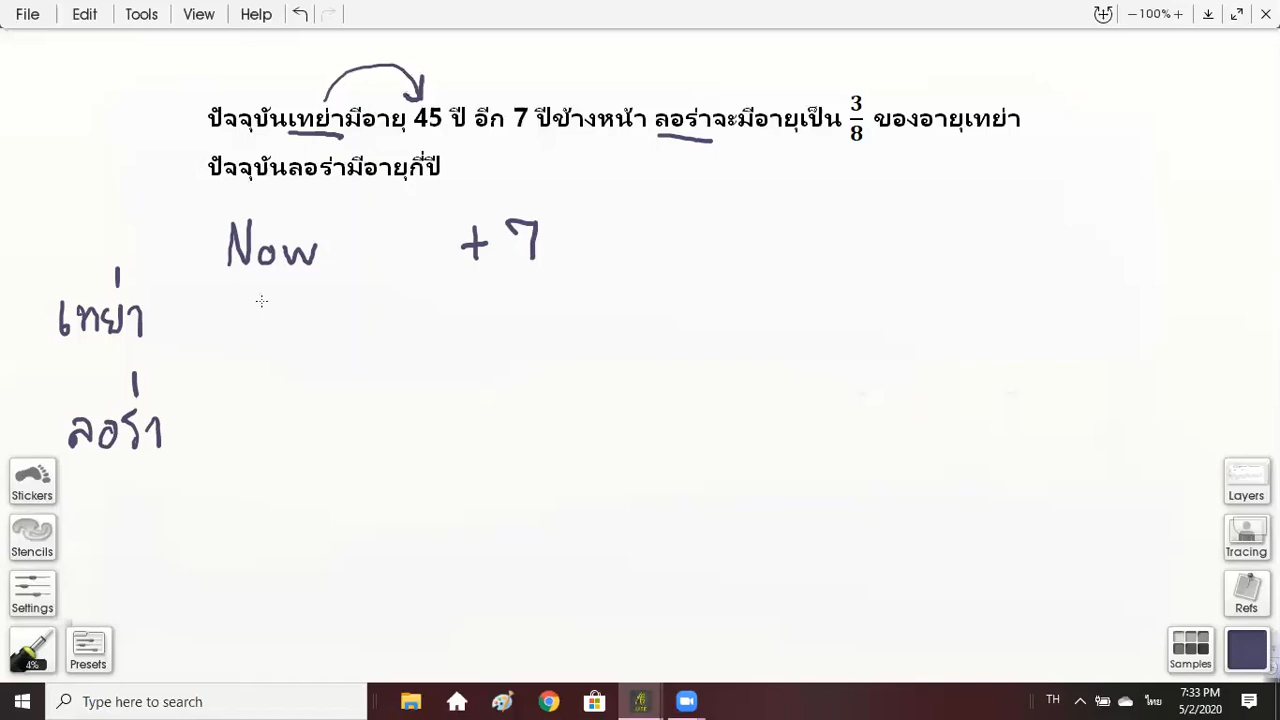 File Edit Tools View Help −100% +
ปัจจุบันเทย่ามีอายุ 45 ปี อีก 7 ปีข้างหน้า ลอร่าจะมีอายุเป็น 3/8 ของอายุเทย่า
ปัจจุบันลอร่ามีอายุกี่ปี
Now +7
เทย่า
ลอร่า
Stickers
Stencils
Settings
4%
Presets
Layers
Tracing
Refs
Samples
Type here to search
TH ไทย 7:33 PM
5/2/2020